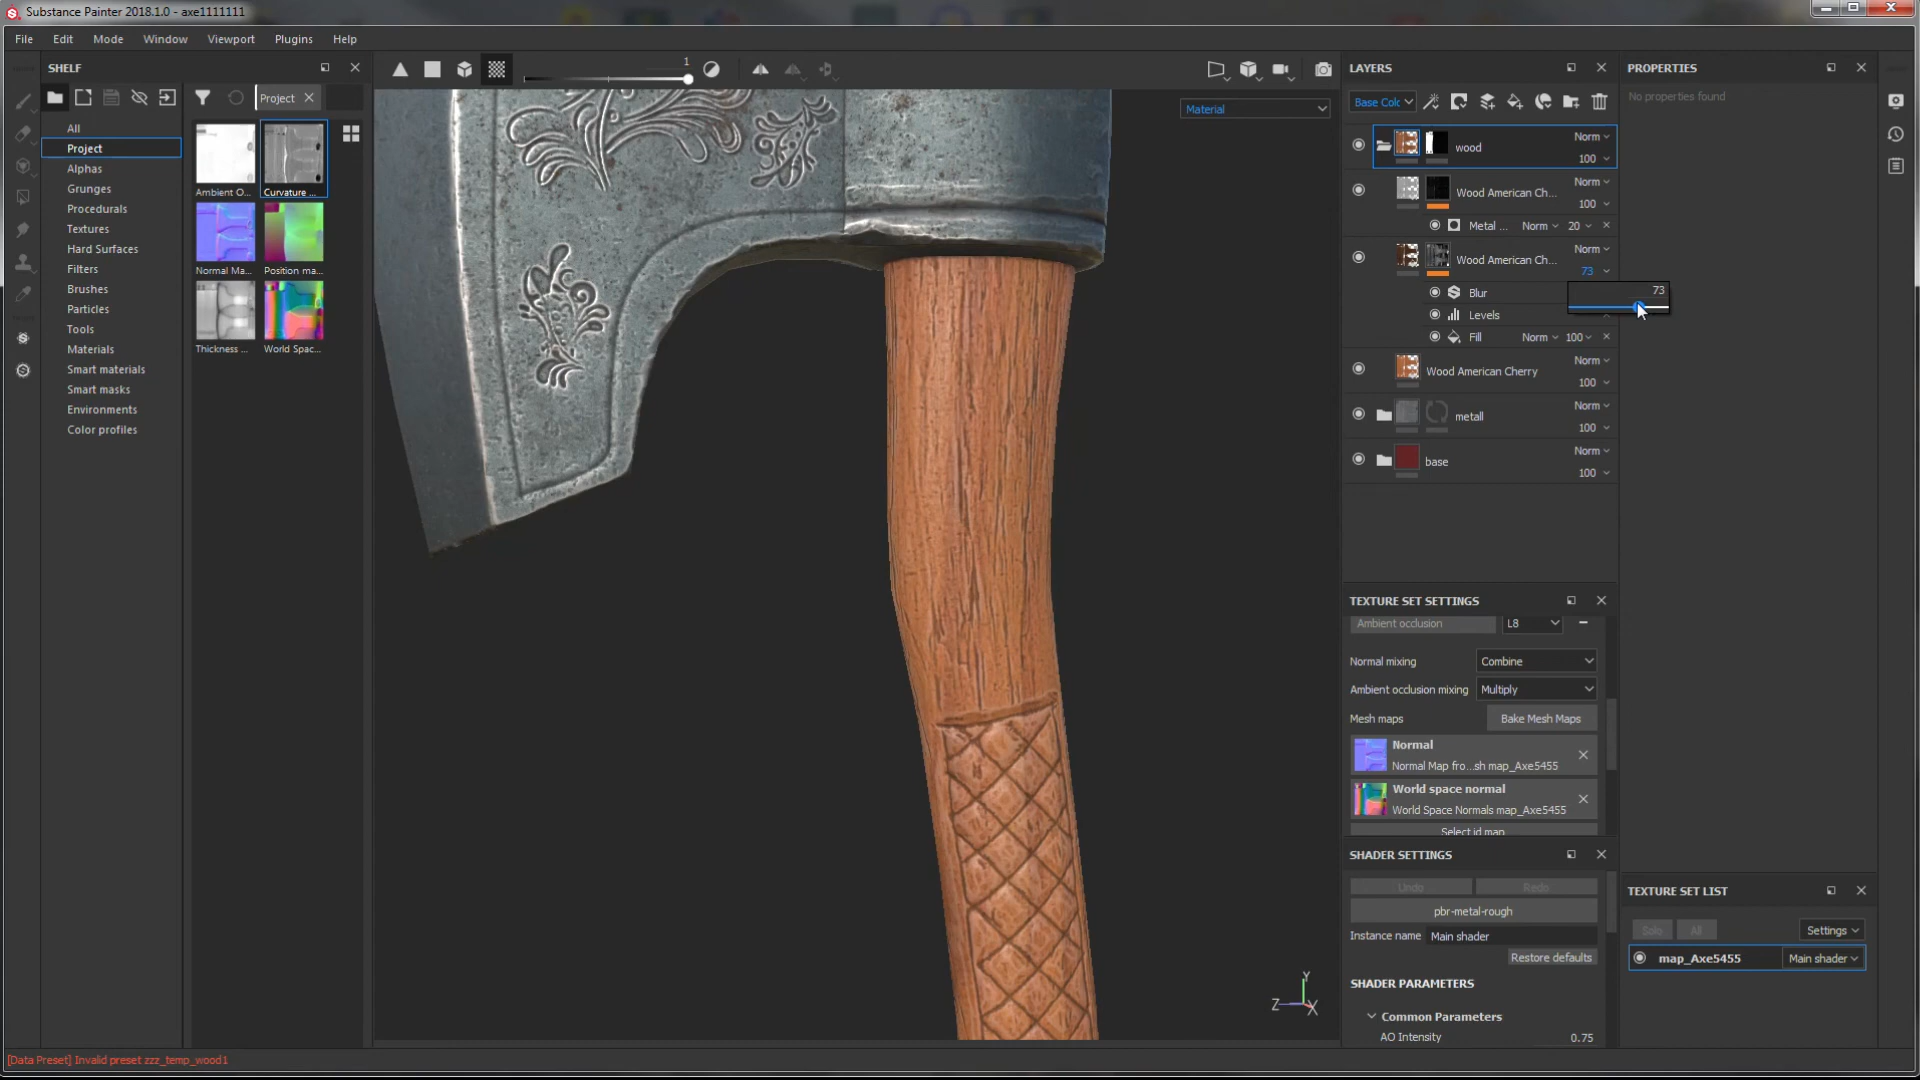 Substance Painter 2018.1.0 - axe1111111
File
Edit
Mode
Window
Viewport
Plugins
Help
SHELF
Project
All
Project
Alphas
Grunges
Procedurals
Textures
Hard Surfaces
Filters
Brushes
Particles
Tools
Materials
Smart materials
Smart masks
Environments
Color profiles
Ambient O...
Curvature ...
Normal Ma...
Position ma...
Thickness ...
World Spac...
1
Material
Y
Z
X
LAYERS
Base Colc
wood
Norm
100
Wood American Ch...
Norm
100
Metal ...
Norm
20
Wood American Ch...
Norm
73
Blur
73
Levels
Fill
Norm
100
Wood American Cherry
Norm
100
metall
Norm
100
base
Norm
100
TEXTURE SET SETTINGS
Ambient occlusion
L8
Normal mixing
Combine
Ambient occlusion mixing
Multiply
Mesh maps
Bake Mesh Maps
Normal
Normal Map fro...sh map_Axe5455
World space normal
World Space Normals map_Axe5455
Select id map
SHADER SETTINGS
Undo
Redo
pbr-metal-rough
Instance name
Main shader
Restore defaults
SHADER PARAMETERS
Common Parameters
AO Intensity
0.75
PROPERTIES
No properties found
TEXTURE SET LIST
Solo
All
Settings
map_Axe5455
Main shader
[Data Preset] Invalid preset zzz_temp_wood1